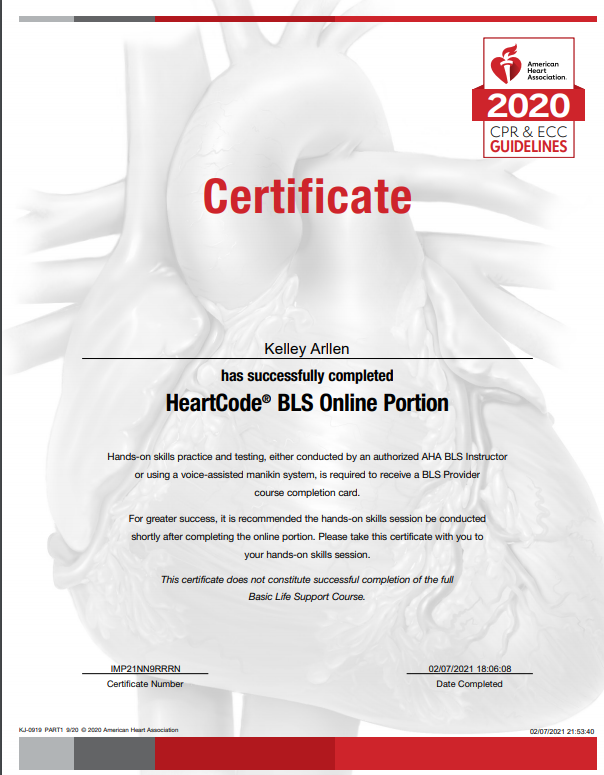 American
Heart
Association.
2020
CPR & ECC
GUIDELINES
Certificate
Kelley Arllen
has successfully completed
HeartCode® BLS Online Portion
Hands-on skills practice and testing, either conducted by an authorized AHA BLS Instructor
or using a voice-assisted manikin system, is required to receive a BLS Provider
course completion card.
For greater success, it is recommended the hands-on skills session be conducted
shortly after completing the online portion. Please take this certificate with you to
your hands-on skills session.
This certificate does not constitute successful completion of the full
Basic Life Support Course.
IMP21NN9RRRN
Certificate Number
02/07/2021 18:06:08
Date Completed
KJ-0919 PART1 9/20 © 2020 American Heart Association
02/07/2021 21:53:40